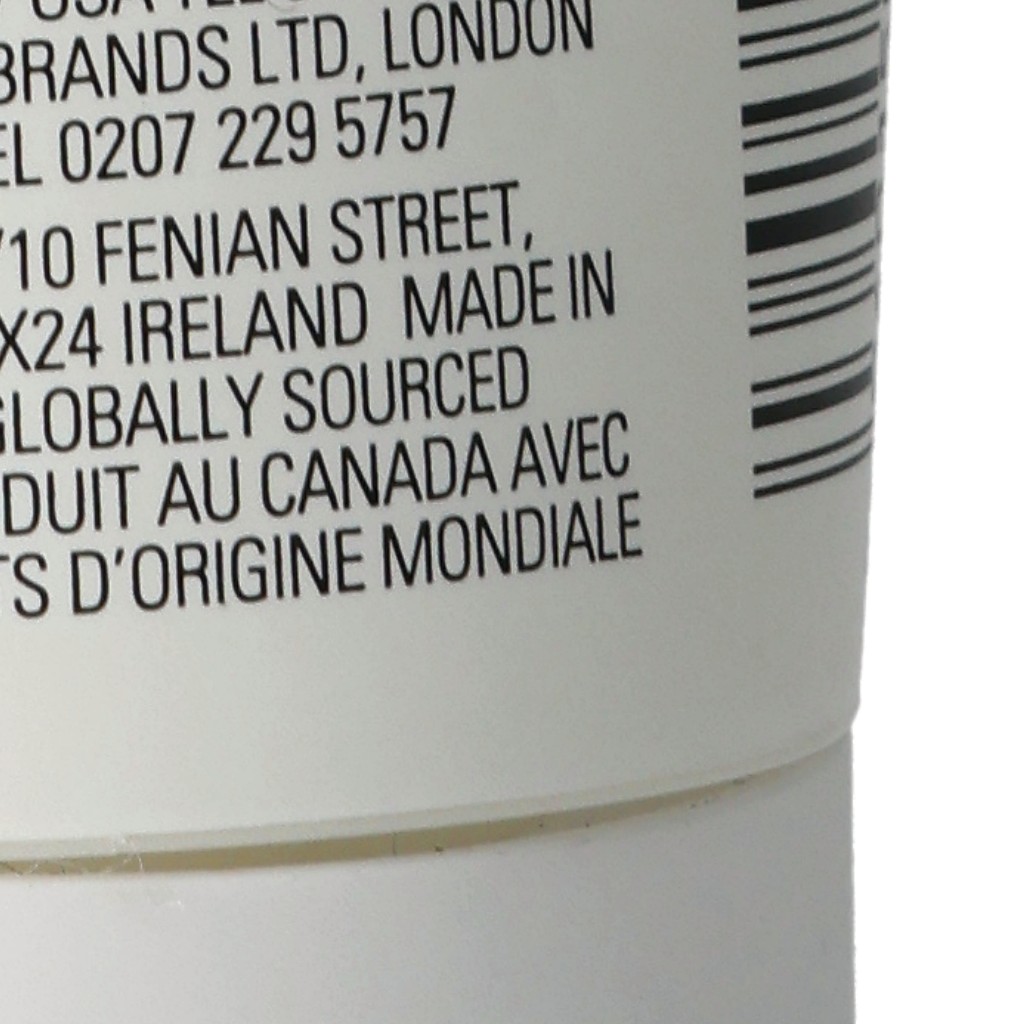 USA
BRANDS LTD, LONDON
EL 0207 229 5757
/10 FENIAN STREET,
X24 IRELAND MADE IN
GLOBALLY SOURCED
DUIT AU CANADA AVEC
TS D'ORIGINE MONDIALE